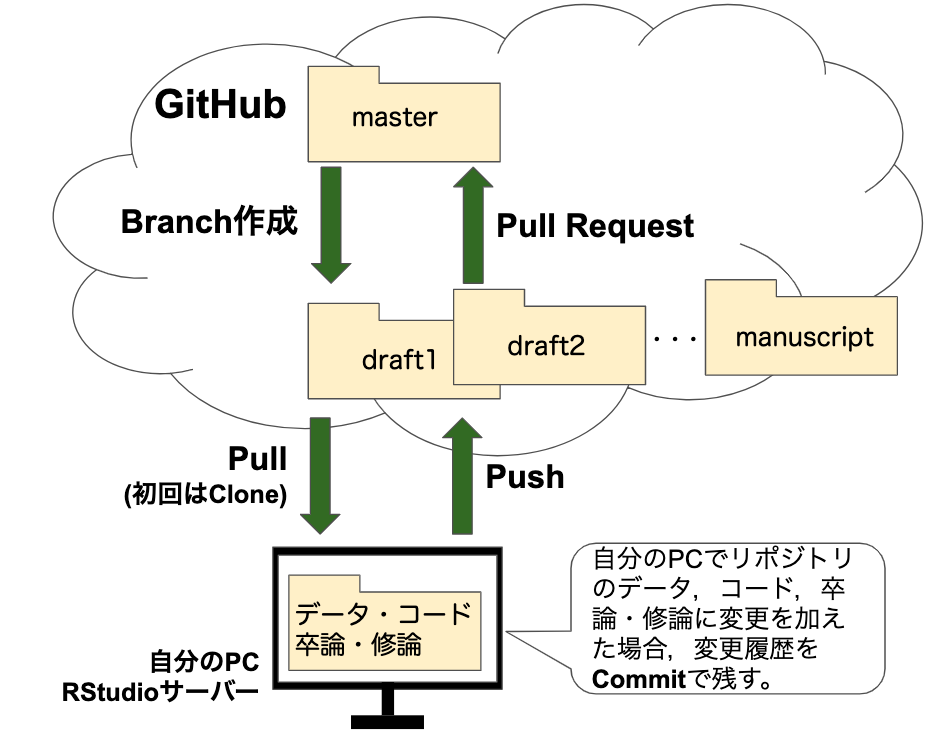 GitHub
master
Branch作成
Pull Request
draft1
draft2
・・・
manuscript
Pull
(初回はClone)
Push
データ・コード
卒論・修論
自分のPC
RStudioサーバー
自分のPCでリポジトリ
のデータ，コード，卒
論・修論に変更を加え
た場合，変更履歴を
Commitで残す。